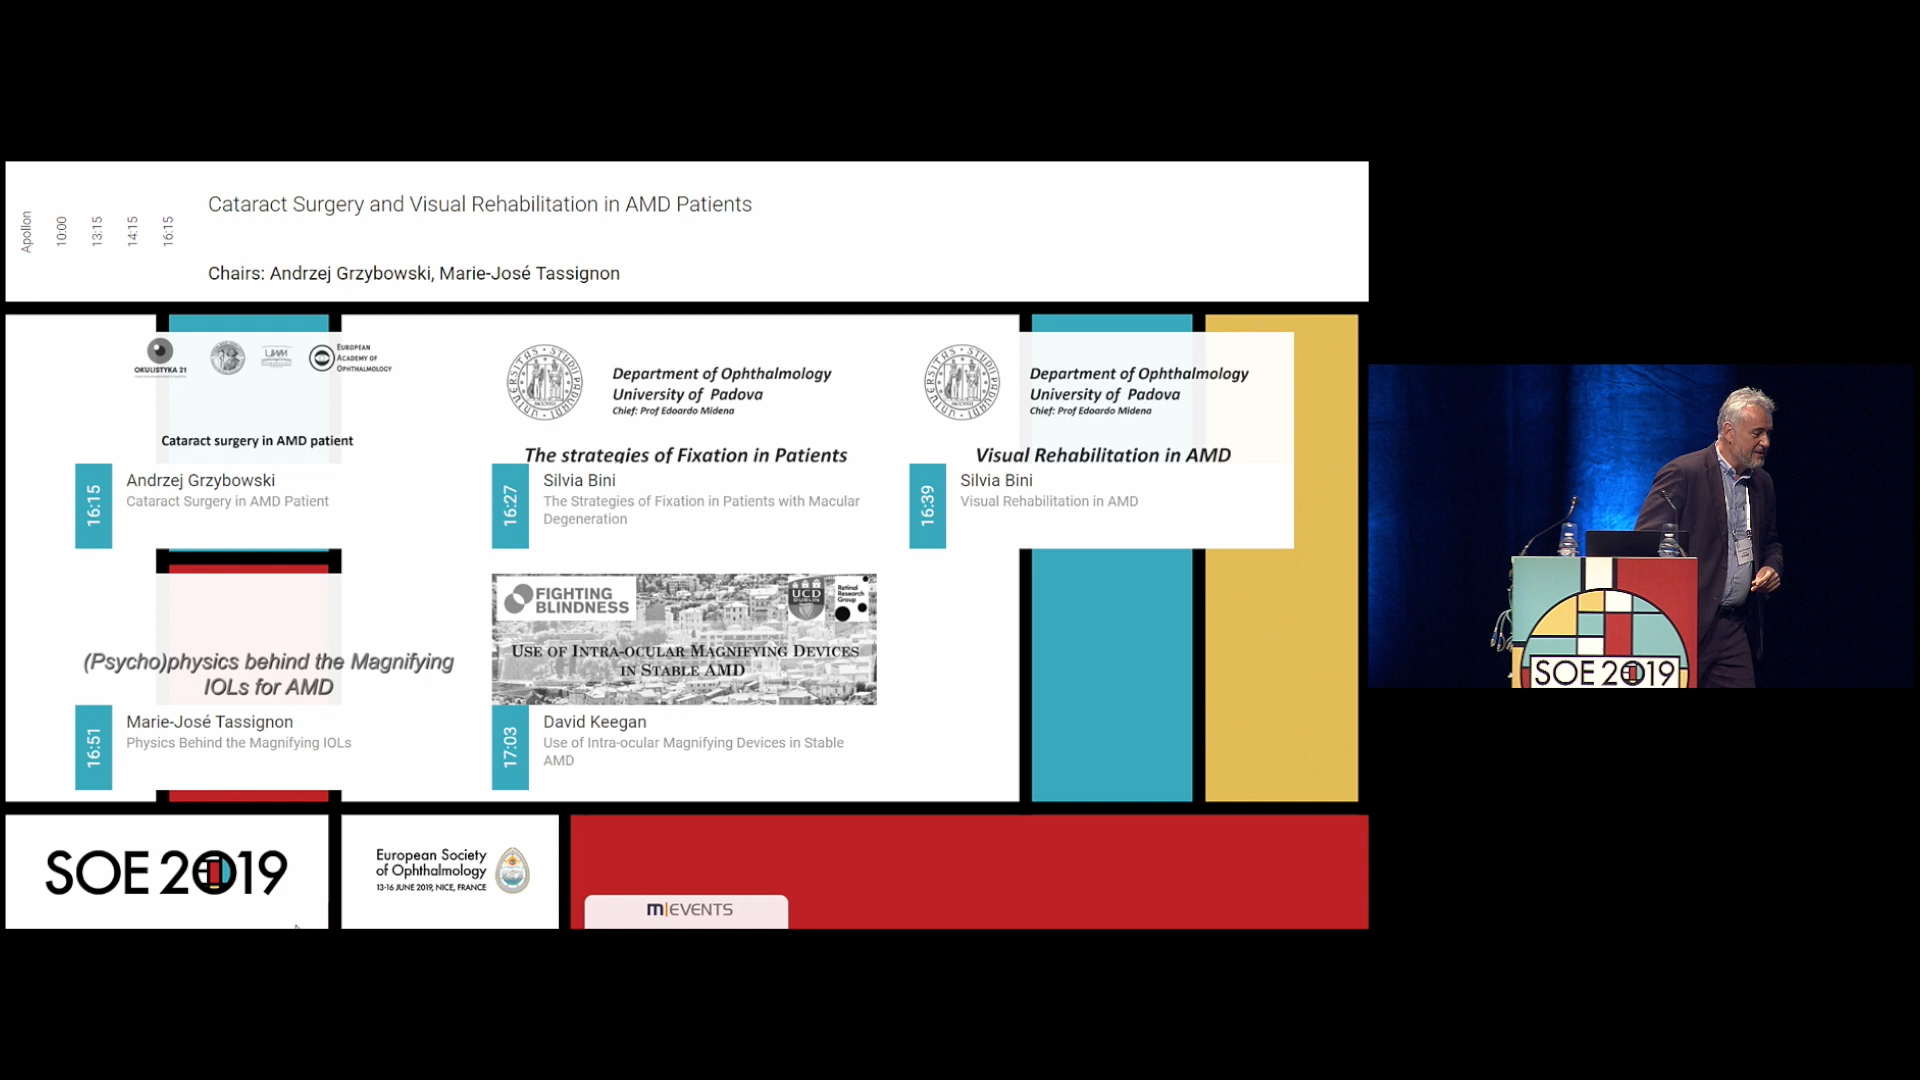 Apollon
10:00
13:15
14:15
16:15
Cataract Surgery and Visual Rehabilitation in AMD Patients
Chairs: Andrzej Grzybowski, Marie-José Tassignon
OKULISTYKA 21
UWM
EUROPEAN
ACADEMY OF
OPHTHALMOLOGY
Cataract surgery in AMD patient
16:15
Andrzej Grzybowski
Cataract Surgery in AMD Patient
Department of Ophthalmology
University of Padova
Chief: Prof Edoardo Midena
The strategies of Fixation in Patients
16:27
Silvia Bini
The Strategies of Fixation in Patients with Macular
Degeneration
Department of Ophthalmology
University of Padova
Chief: Prof Edoardo Midena
Visual Rehabilitation in AMD
16:39
Silvia Bini
Visual Rehabilitation in AMD
(Psycho)physics behind the Magnifying
IOLs for AMD
16:51
Marie-José Tassignon
Physics Behind the Magnifying IOLs
FIGHTING
BLINDNESS
UCD
DUBLIN
Retinal
Research
Group
USE OF INTRA-OCULAR MAGNIFYING DEVICES
IN STABLE AMD
17:03
David Keegan
Use of Intra-ocular Magnifying Devices in Stable
AMD
SOE 2019
European Society
of Ophthalmology
13-16 JUNE 2019, NICE, FRANCE
m|EVENTS
SOE 2019